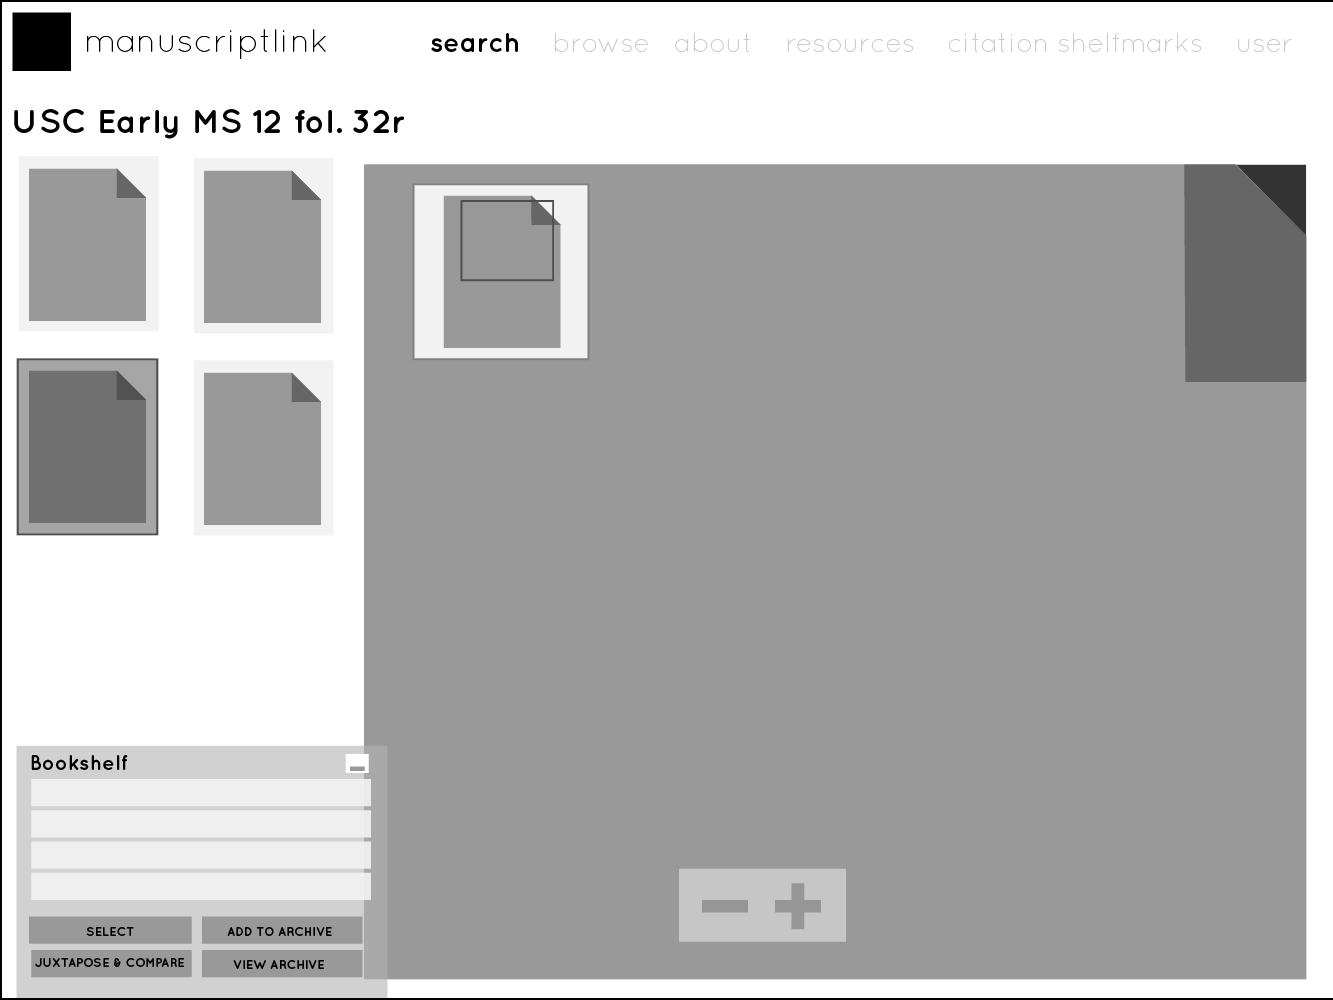 manuscriptlink
search browse about resources citation shelfmarks user
USC Early MS 12 fol. 32r
Bookshelf
SELECT ADD TO ARCHIVE
JUXTAPOSE & COMPARE VIEW ARCHIVE